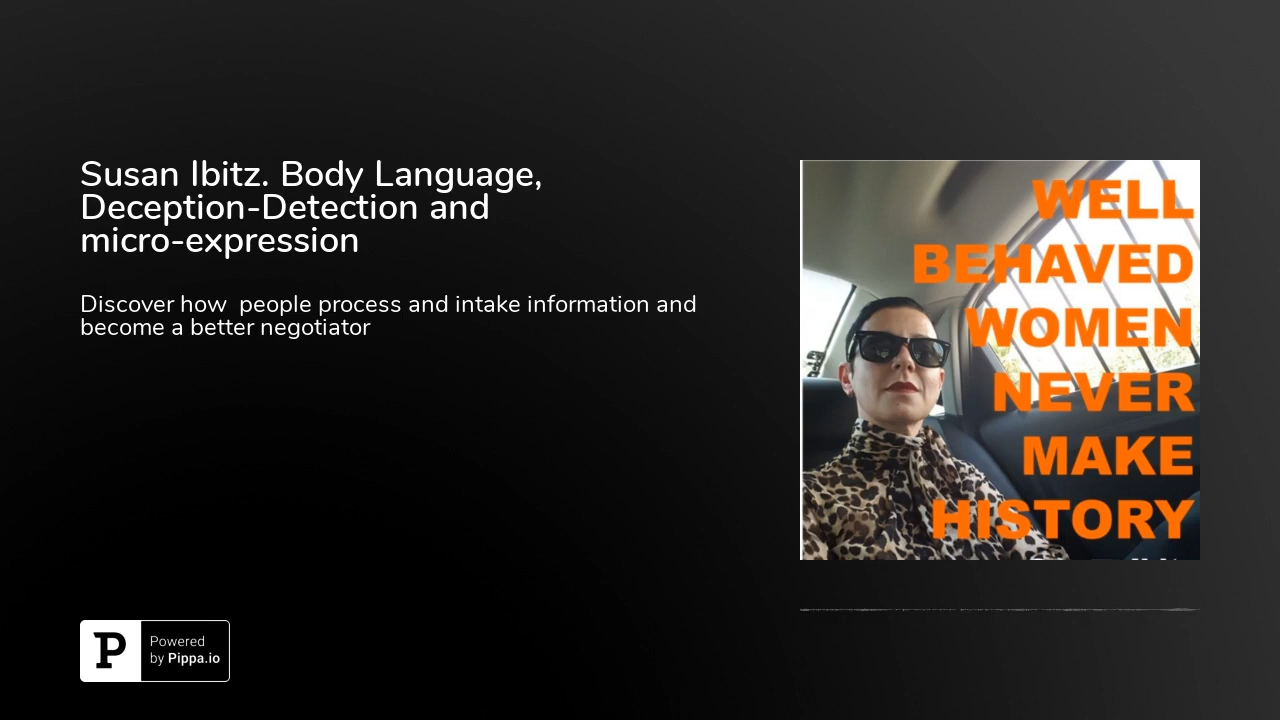 Susan Ibitz. Body Language,
Deception-Detection and
micro-expression
Discover how  people process and intake information and
become a better negotiator
WELL
BEHAVED
WOMEN
NEVER
MAKE
HISTORY
P
Powered
by Pippa.io